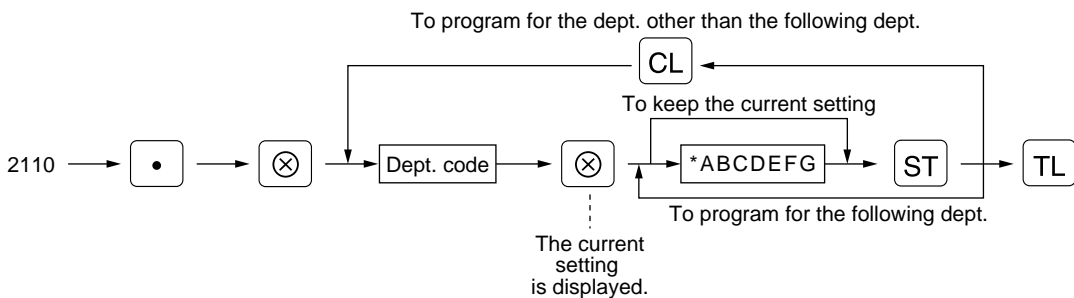 To program for the dept. other than the following dept.
CL
To keep the current setting
2110 • ⊗ Dept. code ⊗ *ABCDEFG ST TL
To program for the following dept.
The current
setting
is displayed.